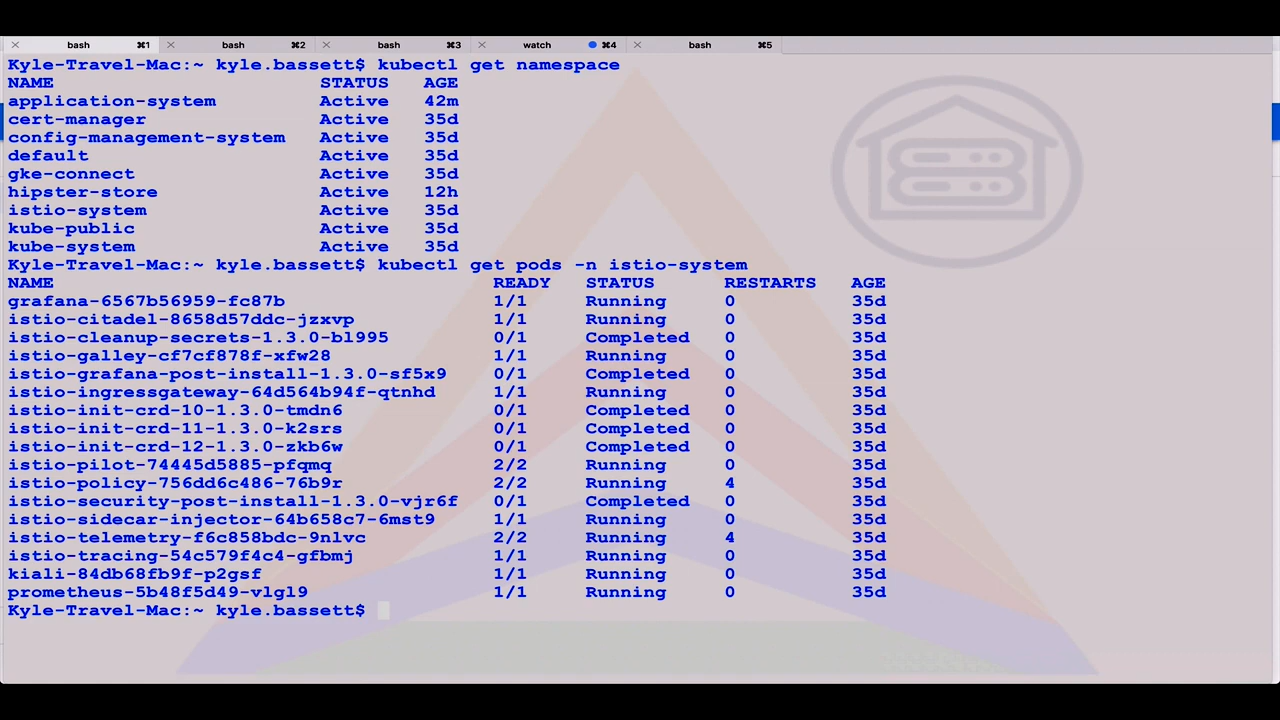 bash ⌘1 bash ⌘2 bash ⌘3 watch ⌘4 bash ⌘5
Kyle-Travel-Mac:~ kyle.bassett$ kubectl get namespace
NAME STATUS AGE
application-system Active 42m
cert-manager Active 35d
config-management-system Active 35d
default Active 35d
gke-connect Active 35d
hipster-store Active 12h
istio-system Active 35d
kube-public Active 35d
kube-system Active 35d
Kyle-Travel-Mac:~ kyle.bassett$ kubectl get pods -n istio-system
NAME READY STATUS RESTARTS AGE
grafana-6567b56959-fc87b 1/1 Running 0 35d
istio-citadel-8658d57ddc-jzxvp 1/1 Running 0 35d
istio-cleanup-secrets-1.3.0-bl995 0/1 Completed 0 35d
istio-galley-cf7cf878f-xfw28 1/1 Running 0 35d
istio-grafana-post-install-1.3.0-sf5x9 0/1 Completed 0 35d
istio-ingressgateway-64d564b94f-qtnhd 1/1 Running 0 35d
istio-init-crd-10-1.3.0-tmdn6 0/1 Completed 0 35d
istio-init-crd-11-1.3.0-k2srs 0/1 Completed 0 35d
istio-init-crd-12-1.3.0-zkb6w 0/1 Completed 0 35d
istio-pilot-74445d5885-pfqmq 2/2 Running 0 35d
istio-policy-756dd6c486-76b9r 2/2 Running 4 35d
istio-security-post-install-1.3.0-vjr6f 0/1 Completed 0 35d
istio-sidecar-injector-64b658c7-6mst9 1/1 Running 0 35d
istio-telemetry-f6c858bdc-9nlvc 2/2 Running 4 35d
istio-tracing-54c579f4c4-gfbmj 1/1 Running 0 35d
kiali-84db68fb9f-p2gsf 1/1 Running 0 35d
prometheus-5b48f5d49-vlgl9 1/1 Running 0 35d
Kyle-Travel-Mac:~ kyle.bassett$